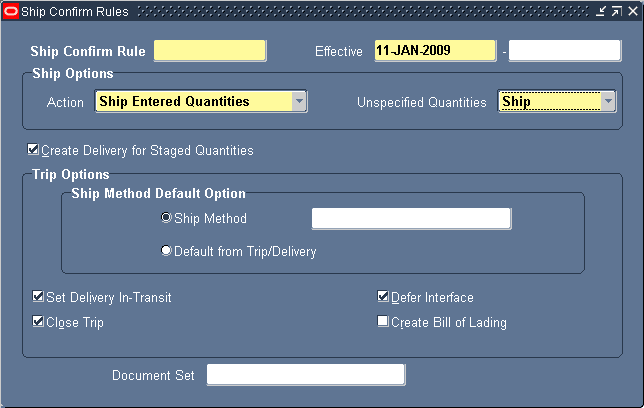 Ship Confirm Rules
Ship Confirm Rule Effective 11-JAN-2009 -
Ship Options
Action Ship Entered Quantities Unspecified Quantities Ship
Create Delivery for Staged Quantities
Trip Options
Ship Method Default Option
Ship Method
Default from Trip/Delivery
Set Delivery In-Transit Defer Interface
Close Trip Create Bill of Lading
Document Set